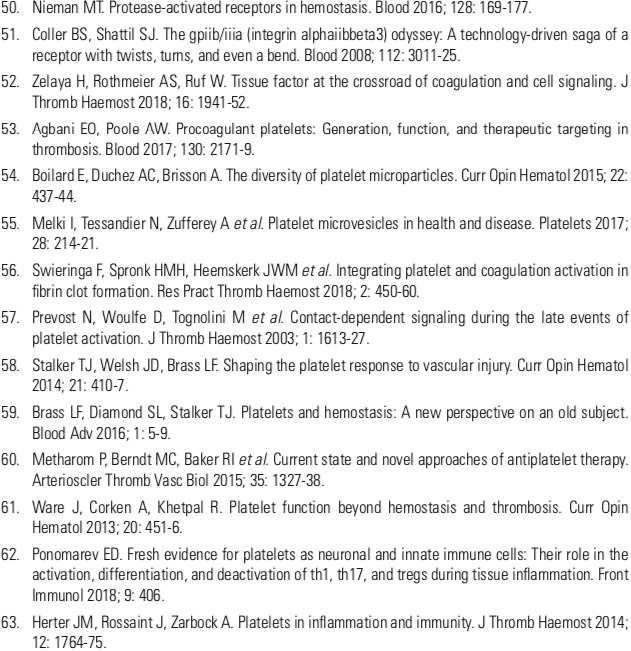 50. Nieman MT. Protease-activated receptors in hemostasis. Blood 2016; 128: 169-177.
51. Coller BS, Shattil SJ. The gpiib/iiia (integrin alphaiibbeta3) odyssey: A technology-driven saga of a
receptor with twists, turns, and even a bend. Blood 2008; 112: 3011-25.
52. Zelaya H, Rothmeier AS, Ruf W. Tissue factor at the crossroad of coagulation and cell signaling. J
Thromb Haemost 2018; 16: 1941-52.
53. Agbani EO, Poole AW. Procoagulant platelets: Generation, function, and therapeutic targeting in
thrombosis. Blood 2017; 130: 2171-9.
54. Boilard E, Duchez AC, Brisson A. The diversity of platelet microparticles. Curr Opin Hematol 2015; 22:
437-44.
55. Melki I, Tessandier N, Zufferey A et al. Platelet microvesicles in health and disease. Platelets 2017;
28: 214-21.
56. Swieringa F, Spronk HMH, Heemskerk JWM et al. Integrating platelet and coagulation activation in
fibrin clot formation. Res Pract Thromb Haemost 2018; 2: 450-60.
57. Prevost N, Woulfe D, Tognolini M et al. Contact-dependent signaling during the late events of
platelet activation. J Thromb Haemost 2003; 1: 1613-27.
58. Stalker TJ, Welsh JD, Brass LF. Shaping the platelet response to vascular injury. Curr Opin Hematol
2014; 21: 410-7.
59. Brass LF, Diamond SL, Stalker TJ. Platelets and hemostasis: A new perspective on an old subject.
Blood Adv 2016; 1: 5-9.
60. Metharom P, Berndt MC, Baker RI et al. Current state and novel approaches of antiplatelet therapy.
Arterioscler Thromb Vasc Biol 2015; 35: 1327-38.
61. Ware J, Corken A, Khetpal R. Platelet function beyond hemostasis and thrombosis. Curr Opin
Hematol 2013; 20: 451-6.
62. Ponomarev ED. Fresh evidence for platelets as neuronal and innate immune cells: Their role in the
activation, differentiation, and deactivation of th1, th17, and tregs during tissue inflammation. Front
Immunol 2018; 9: 406.
63. Herter JM, Rossaint J, Zarbock A. Platelets in inflammation and immunity. J Thromb Haemost 2014;
12: 1764-75.